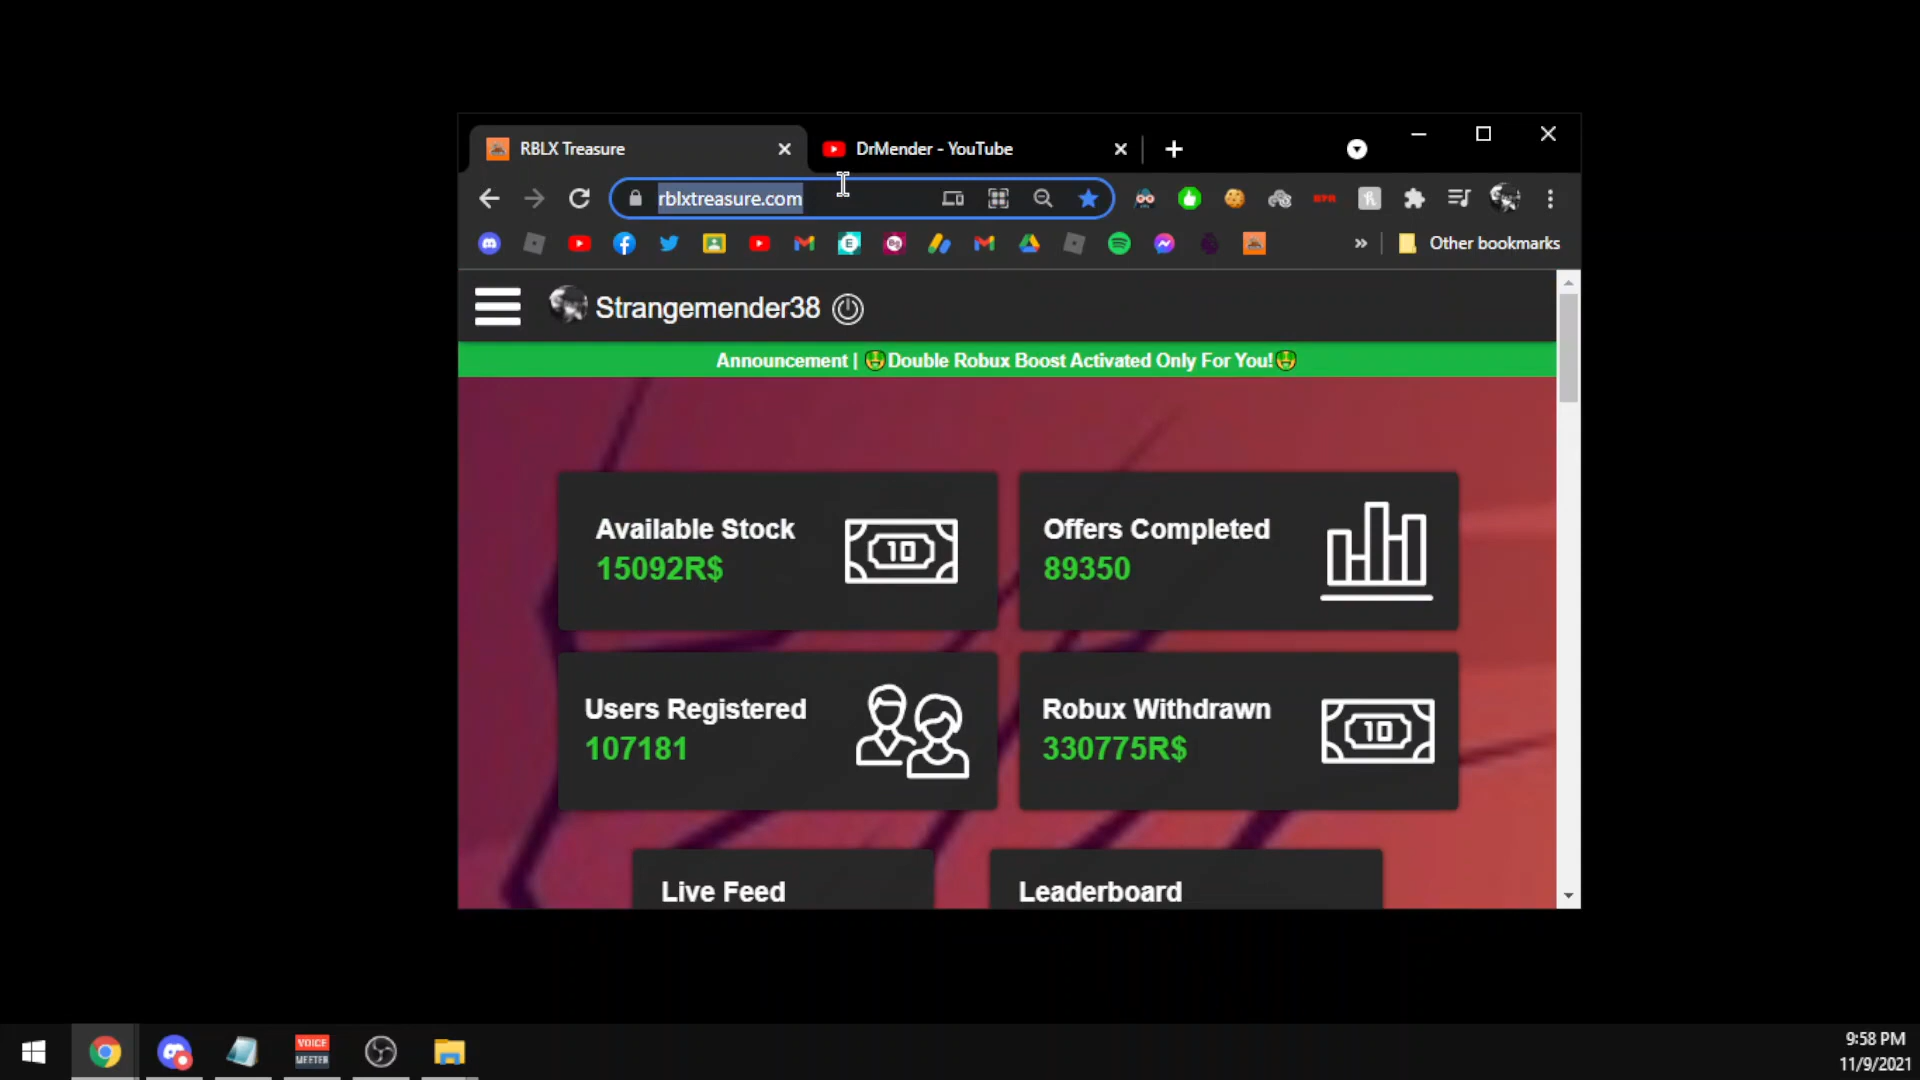 RBLX Treasure
DrMender - YouTube
rblxtreasure.com
Other bookmarks
Strangemender38
Announcement | 🤑Double Robux Boost Activated Only For You!🤑
Available Stock
15092R$
10
Offers Completed
89350
Users Registered
107181
Robux Withdrawn
330775R$
10
Live Feed
Leaderboard
VOICE
MEETER
9:58 PM
11/9/2021